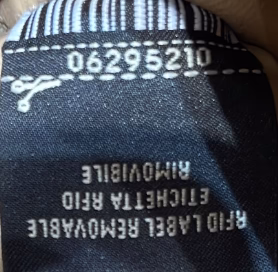 06295210
RFID LABEL REMOVABLE
ETICHETTA RFID
RIMOVIBILE